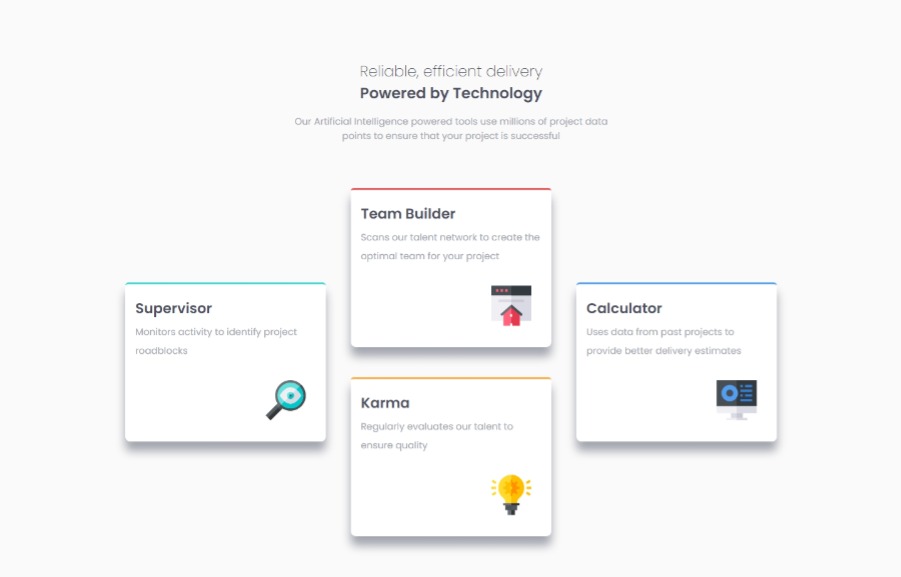 Reliable, efficient delivery
Powered by Technology
Our Artificial Intelligence powered tools use millions of project data
points to ensure that your project is successful
Supervisor
Monitors activity to identify project
roadblocks
Team Builder
Scans our talent network to create the
optimal team for your project
Karma
Regularly evaluates our talent to
ensure quality
Calculator
Uses data from past projects to
provide better delivery estimates